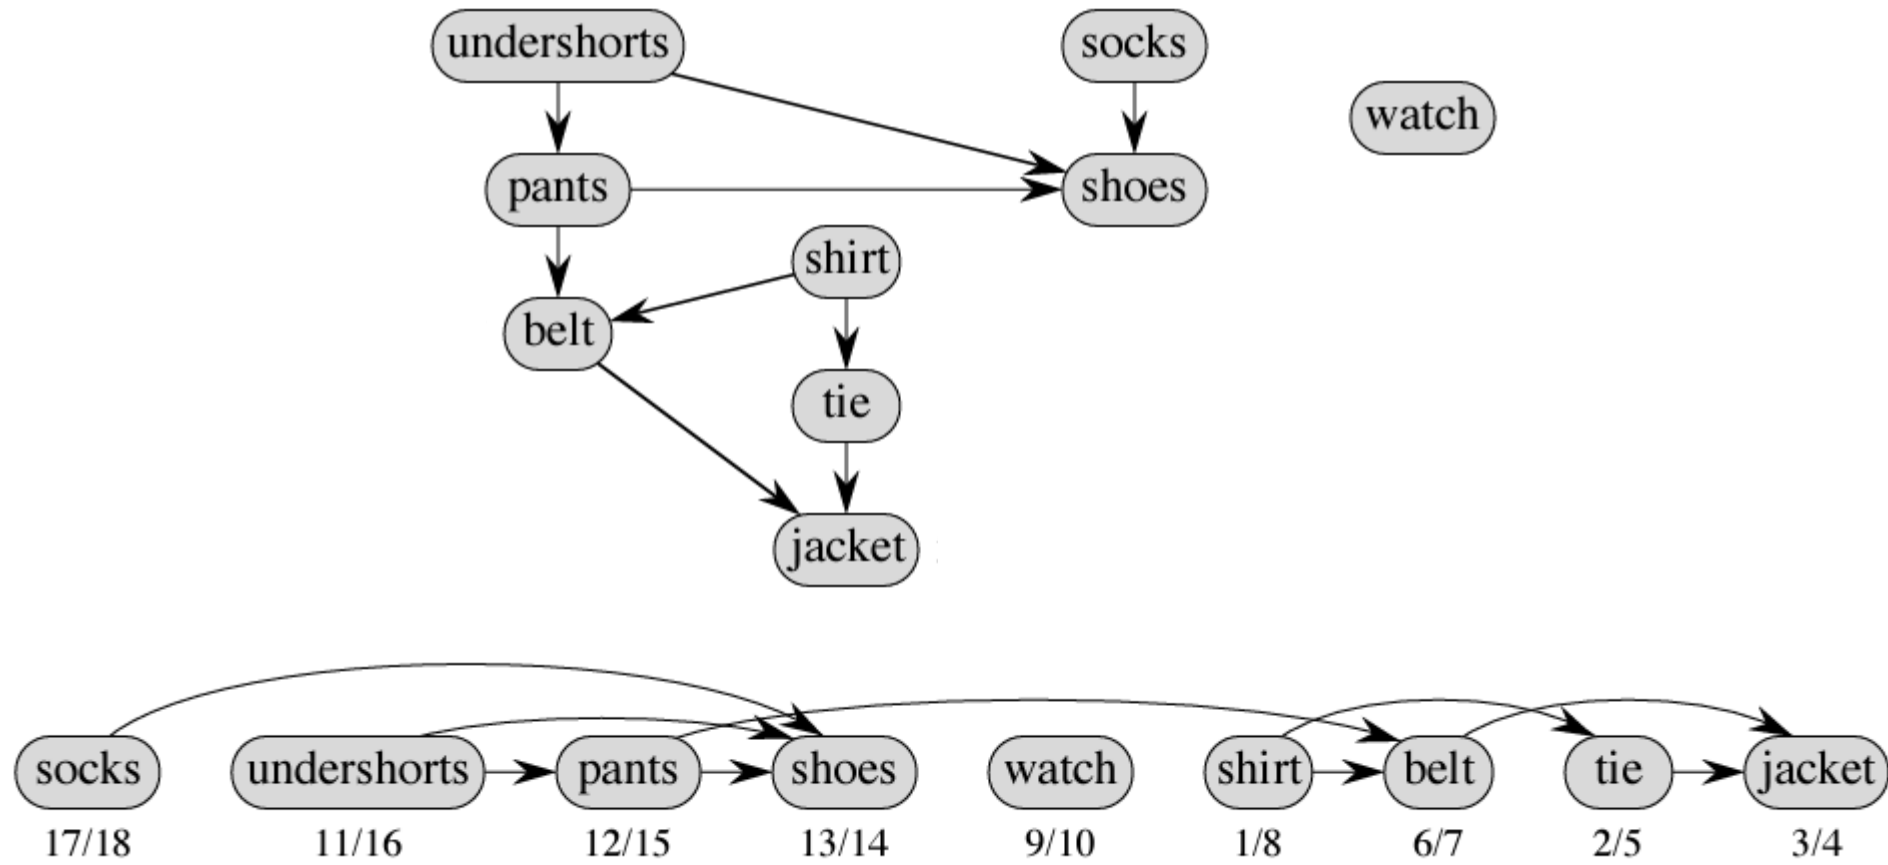 undershorts socks
watch
pants shoes
shirt
belt
tie
jacket
socks undershorts pants shoes watch shirt belt tie jacket
17/18 11/16 12/15 13/14 9/10 1/8 6/7 2/5 3/4